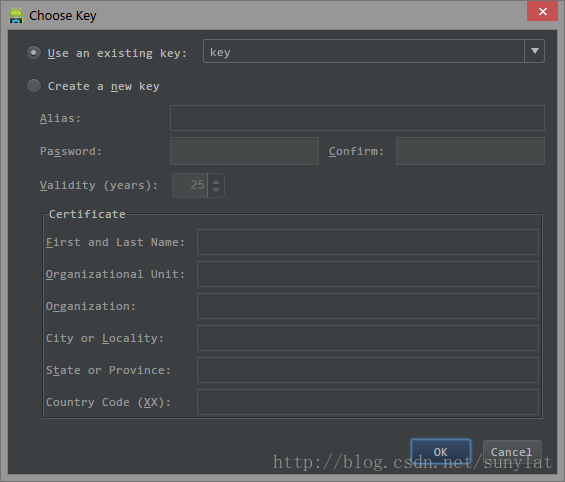 Choose Key
Use an existing key: key
Create a new key
Alias:
Password: Confirm:
Validity (years): 25
Certificate
First and Last Name:
Organizational Unit:
Organization:
City or Locality:
State or Province:
Country Code (XX):
OK Cancel
http://blog.csdn.net/sunylat